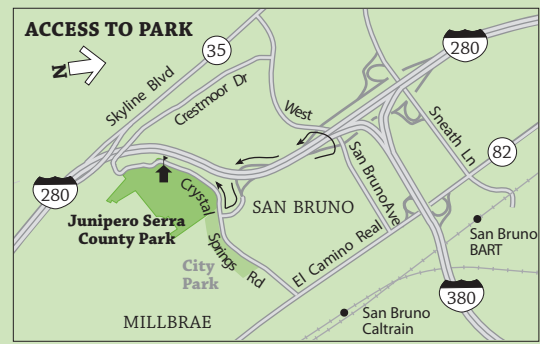 ACCESS TO PARK
N
35
280
Skyline Blvd
Crestmoor Dr
West
Sneath Ln
82
San Bruno Ave
280
Crystal
Springs Rd
SAN BRUNO
Junipero Serra
County Park
City
Park
El Camino Real
San Bruno
BART
380
San Bruno
Caltrain
MILLBRAE